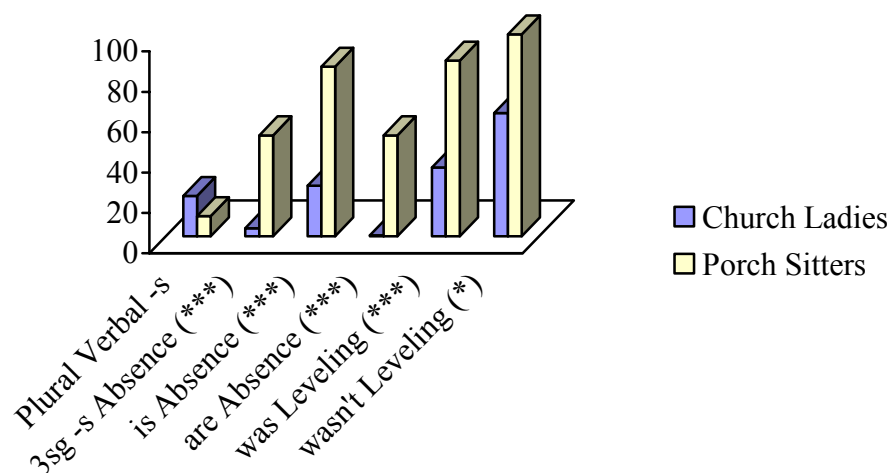 100
80
60
40
20
0
Plural Verbal -s
3sg -s Absence (***)
is Absence (***)
are Absence (***)
was Leveling (***)
wasn't Leveling (*)
Church Ladies
Porch Sitters